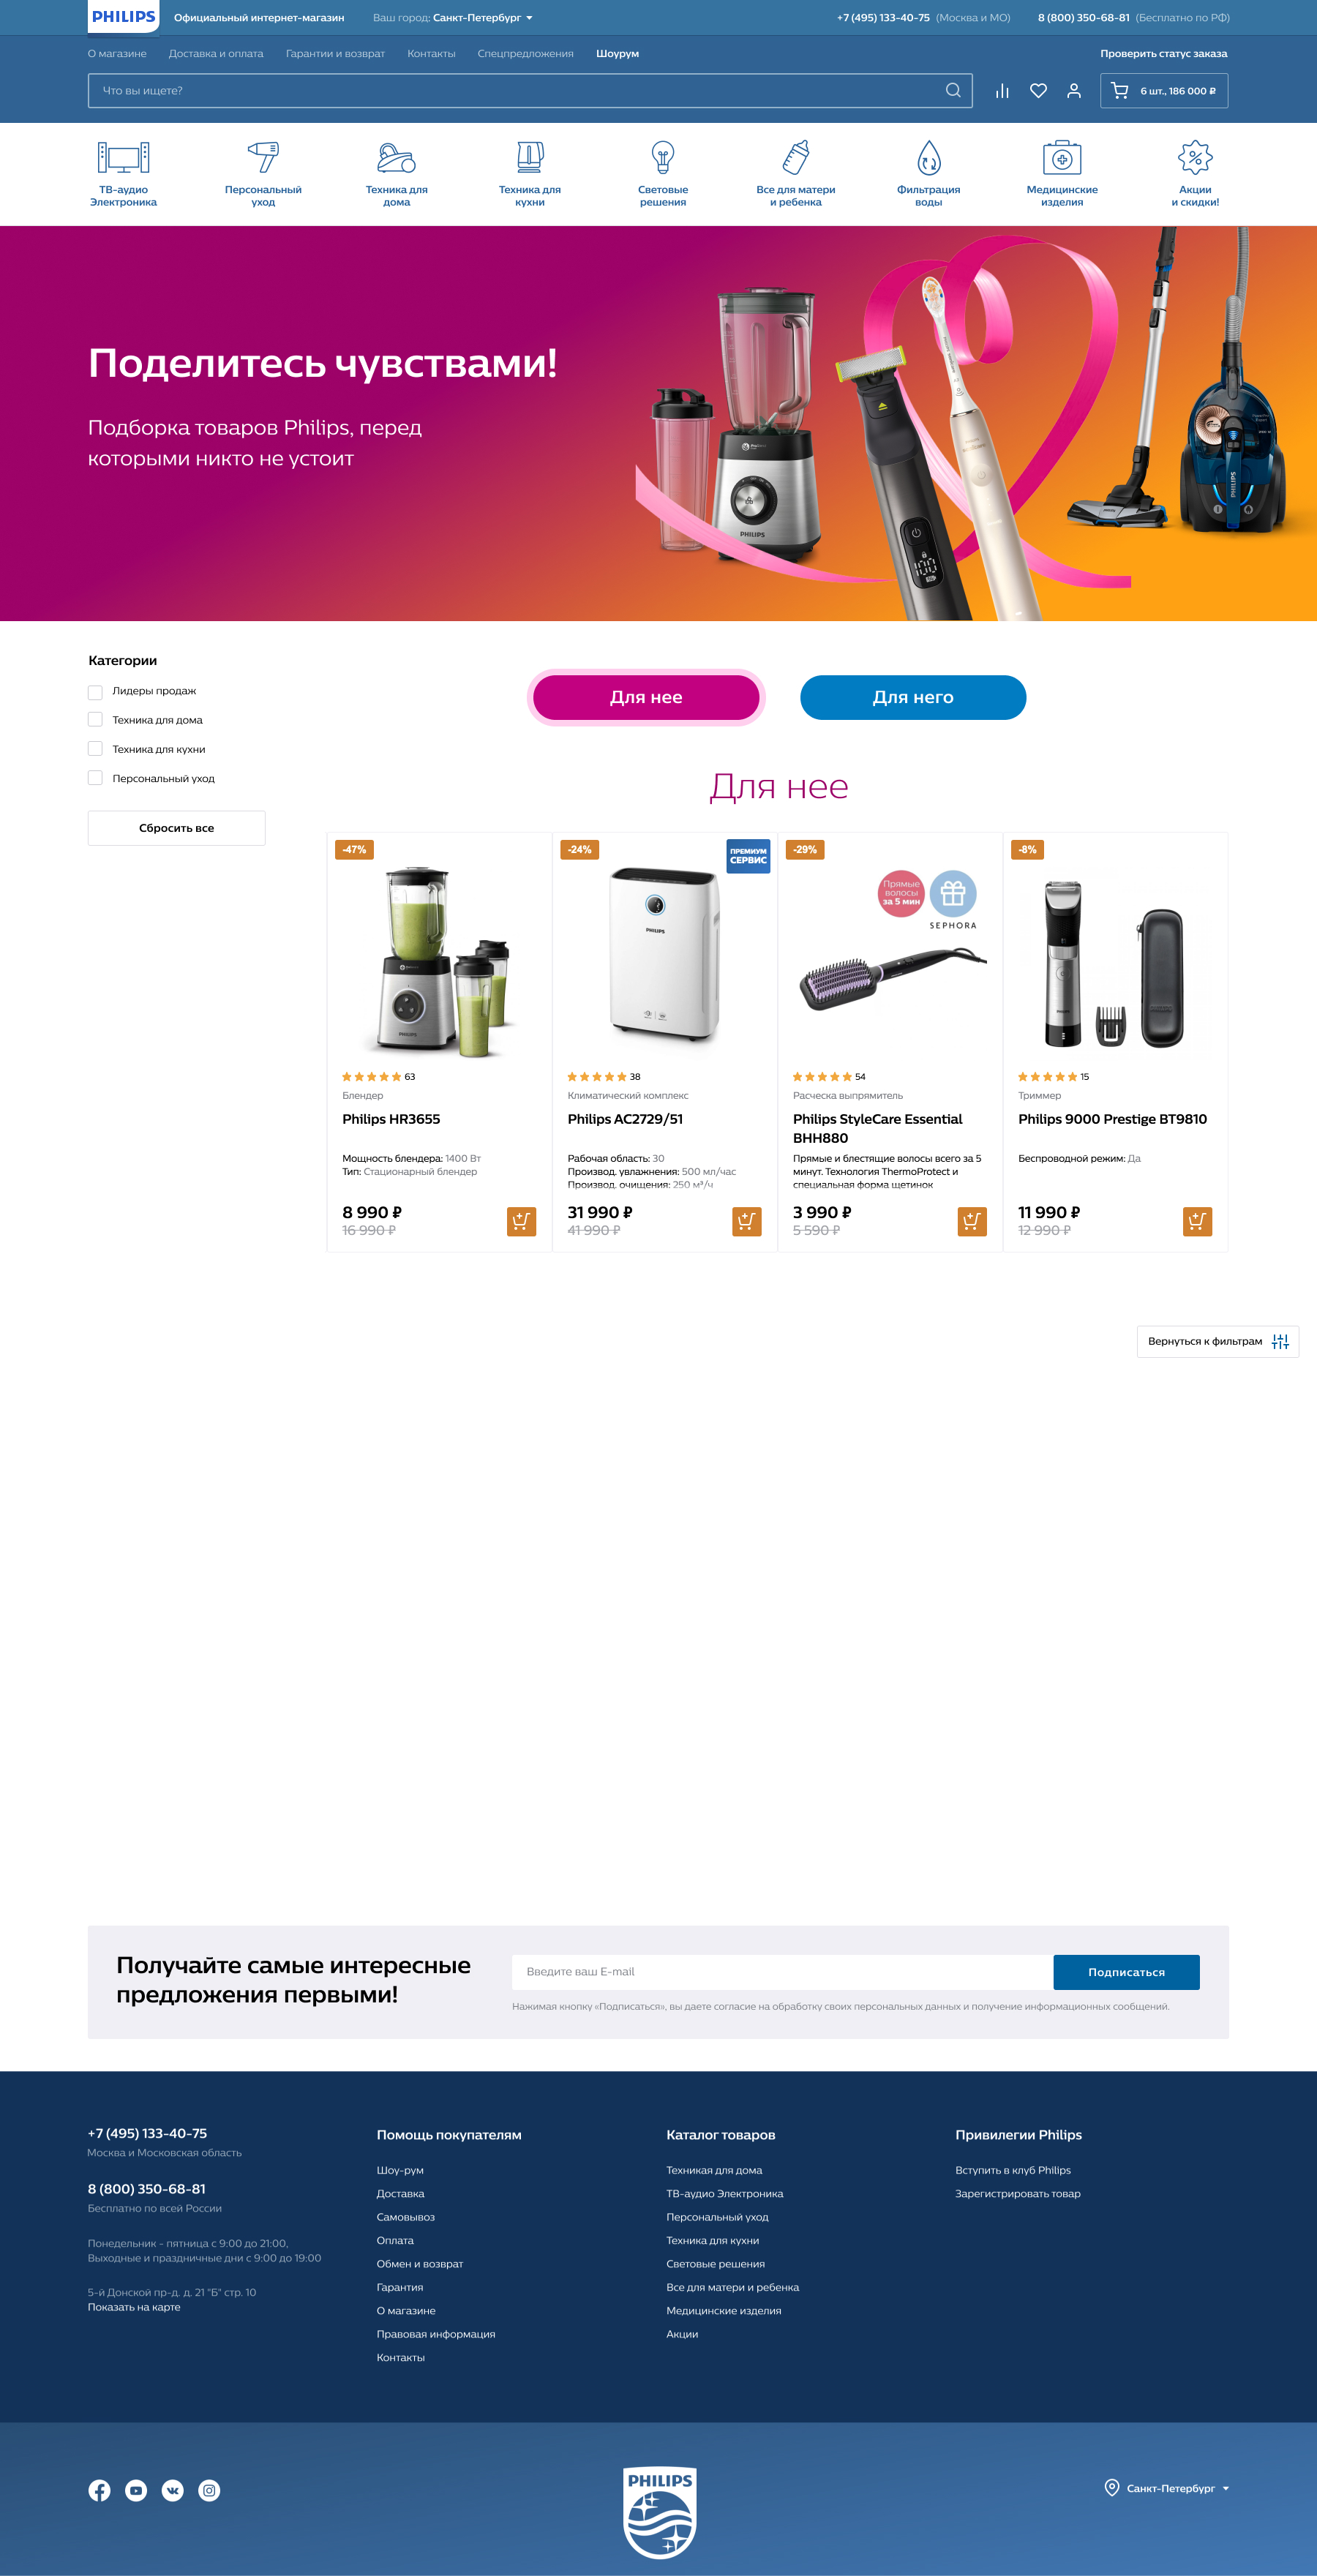 PHILIPS
Официальный интернет-магазин
Ваш город: Санкт-Петербург
+7 (495) 133-40-75 (Москва и МО)
8 (800) 350-68-81 (Бесплатно по РФ)
О магазине
Доставка и оплата
Гарантии и возврат
Контакты
Спецпредложения
Шоурум
Проверить статус заказа
Что вы ищете?
6 шт., 186 000 ₽
ТВ-аудио
Электроника
Персональный
уход
Техника для
дома
Техника для
кухни
Световые
решения
Все для матери
и ребенка
Фильтрация
воды
Медицинские
изделия
Акции
и скидки!
Поделитесь чувствами!
Подборка товаров Philips, перед
которыми никто не устоит
PHILIPS
100
PHILIPS
Категории
Лидеры продаж
Техника для дома
Техника для кухни
Персональный уход
Сбросить все
Для нее
Для него
Для нее
-47%
PHILIPS
63
Блендер
Philips HR3655
Мощность блендера: 1400 Вт
Тип: Стационарный блендер
8 990 ₽
16 990 ₽
-24%
ПРЕМИУМ
СЕРВИС
PHILIPS
38
Климатический комплекс
Philips AC2729/51
Рабочая область: 30
Производ. увлажнения: 500 мл/час
Производ. очищения: 250 м³/ч
31 990 ₽
41 990 ₽
-29%
Прямые
волосы
за 5 мин
SEPHORA
54
Расческа выпрямитель
Philips StyleCare Essential
BHH880
Прямые и блестящие волосы всего за 5
минут. Технология ThermoProtect и
специальная форма щетинок
3 990 ₽
5 590 ₽
-8%
15
Триммер
Philips 9000 Prestige BT9810
Беспроводной режим: Да
11 990 ₽
12 990 ₽
Вернуться к фильтрам
Получайте самые интересные
предложения первыми!
Введите ваш E-mail
Подписаться
Нажимая кнопку «Подписаться», вы даете согласие на обработку своих персональных данных и получение информационных сообщений.
+7 (495) 133-40-75
Москва и Московская область
8 (800) 350-68-81
Бесплатно по всей России
Понедельник - пятница с 9:00 до 21:00,
Выходные и праздничные дни с 9:00 до 19:00
5-й Донской пр-д. д. 21 "Б" стр. 10
Показать на карте
Помощь покупателям
Шоу-рум
Доставка
Самовывоз
Оплата
Обмен и возврат
Гарантия
О магазине
Правовая информация
Контакты
Каталог товаров
Техникая для дома
ТВ-аудио Электроника
Персональный уход
Техника для кухни
Световые решения
Все для матери и ребенка
Медицинские изделия
Акции
Привилегии Philips
Вступить в клуб Philips
Зарегистрировать товар
PHILIPS
Санкт-Петербург